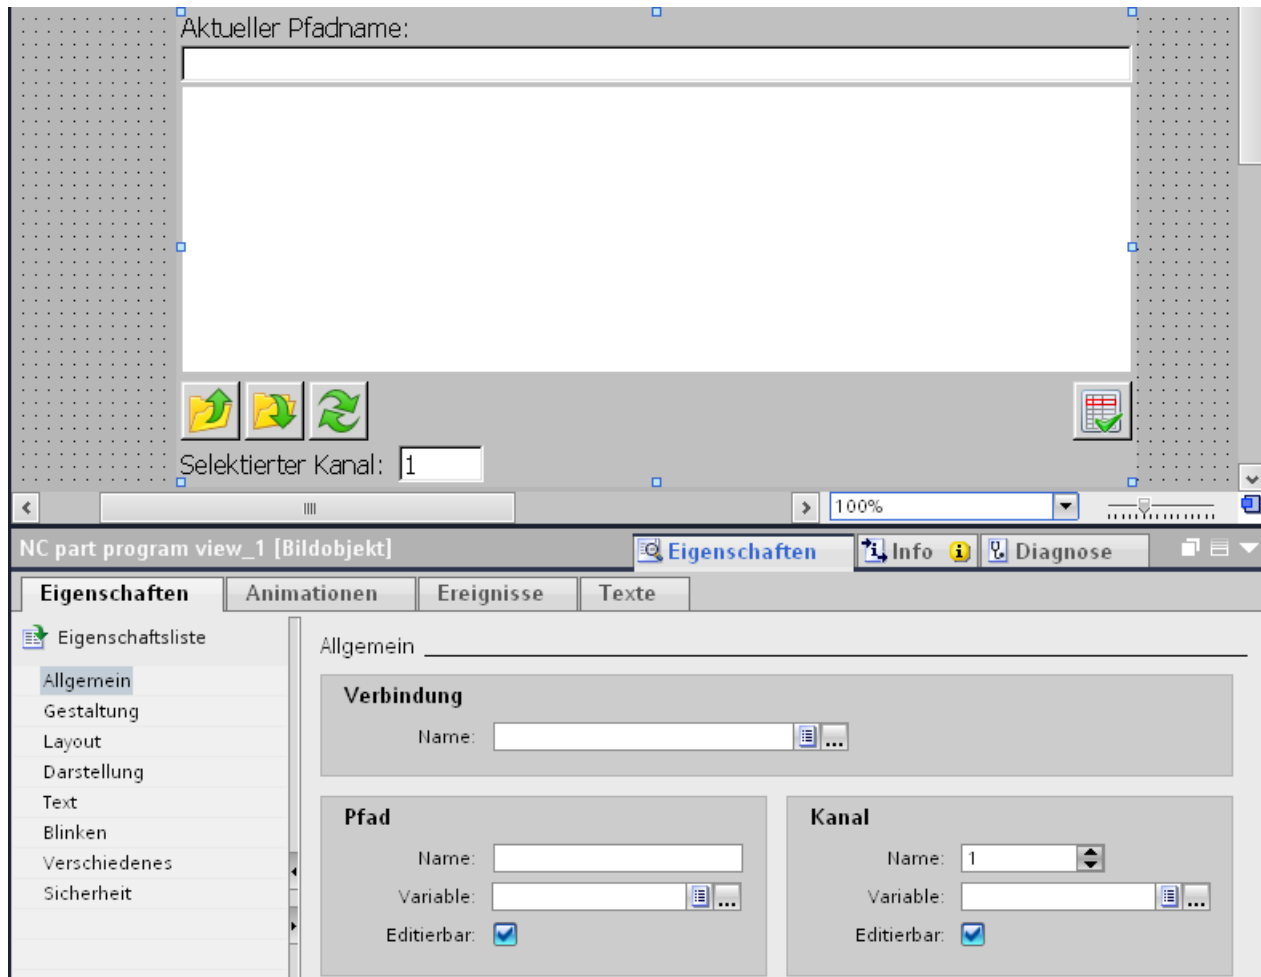 Aktueller Pfadname:
Selektierter Kanal: 1
100%
NC part program view_1 [Bildobjekt]
Eigenschaften Info Diagnose
Eigenschaften Animationen Ereignisse Texte
Eigenschaftsliste
Allgemein
Gestaltung
Layout
Darstellung
Text
Blinken
Verschiedenes
Sicherheit
Allgemein
Verbindung
Name:
...
Pfad
Name:
Variable:
...
Editierbar:
Kanal
Name: 1
Variable:
...
Editierbar: